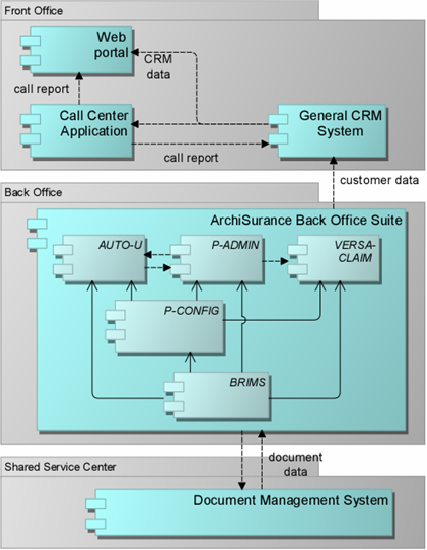 Front Office
Web
portal
CRM
data
call report
Call Center
Application
General CRM
System
call report
customer data
Back Office
ArchiSurance Back Office Suite
AUTO-U
P-ADMIN
VERSA-
CLAIM
P-CONFIG
BRIMS
document
data
Shared Service Center
Document Management System